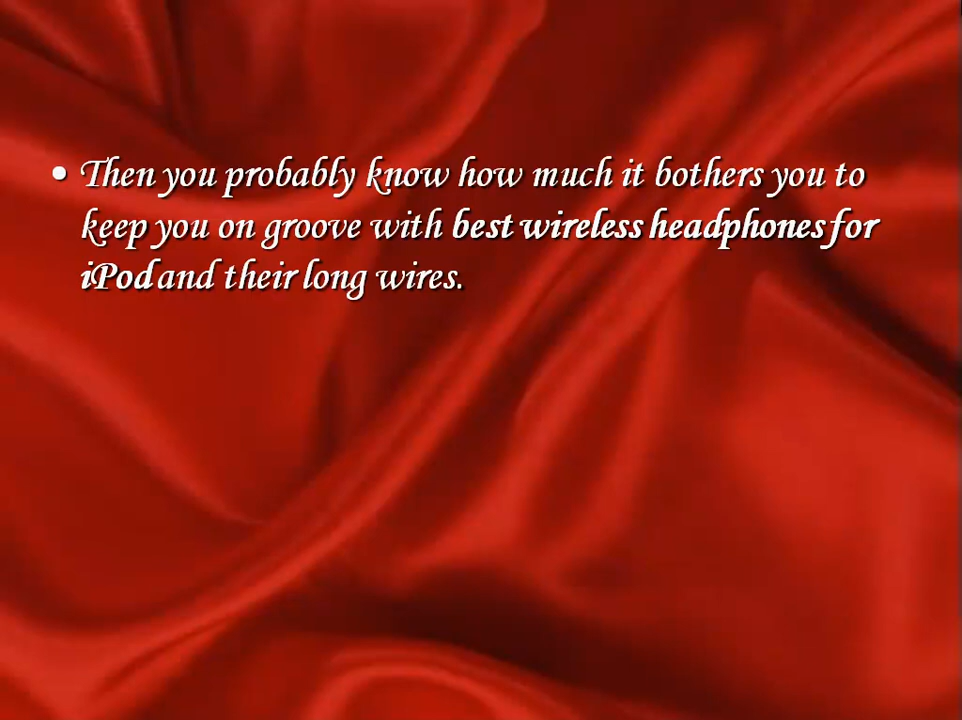 • Then you probably know how much it bothers you to
keep you on groove with best wireless headphones for
iPod and their long wires.